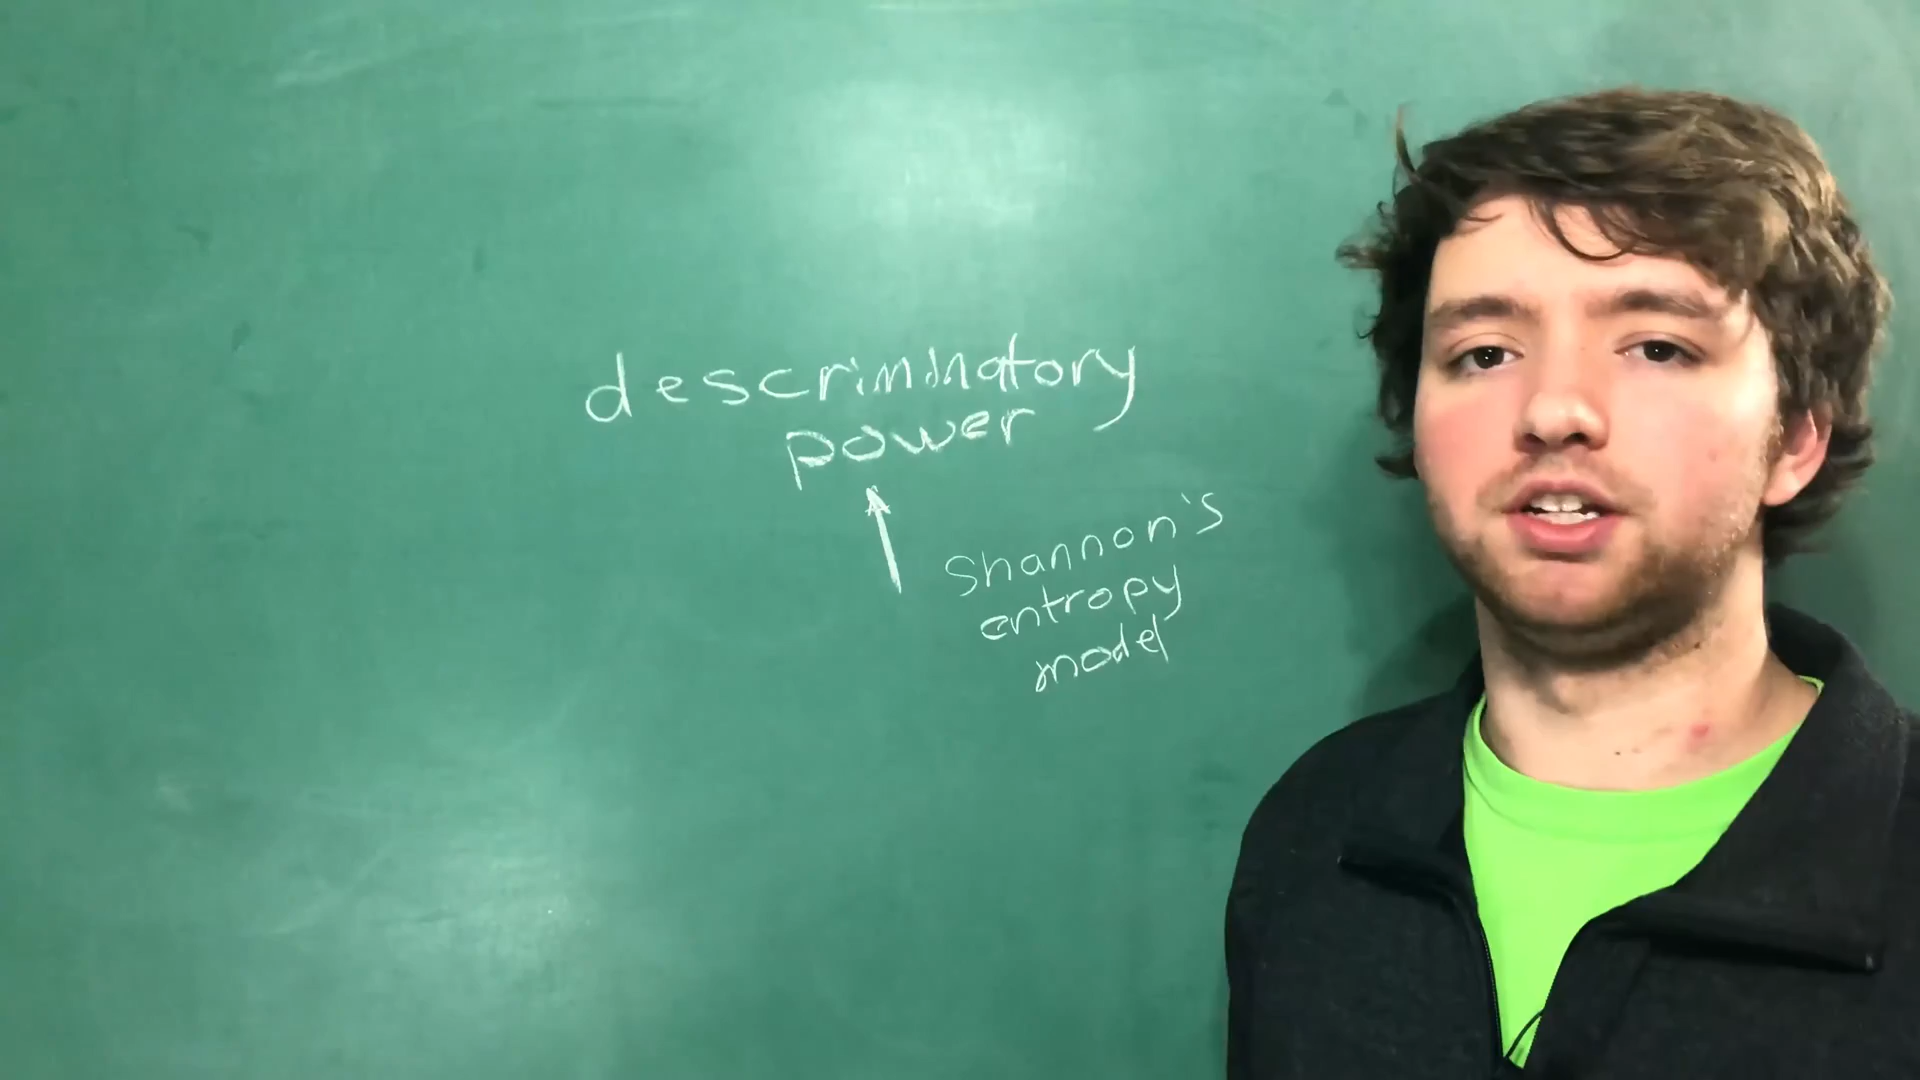 descriminatory
power
Shannon's
entropy
model